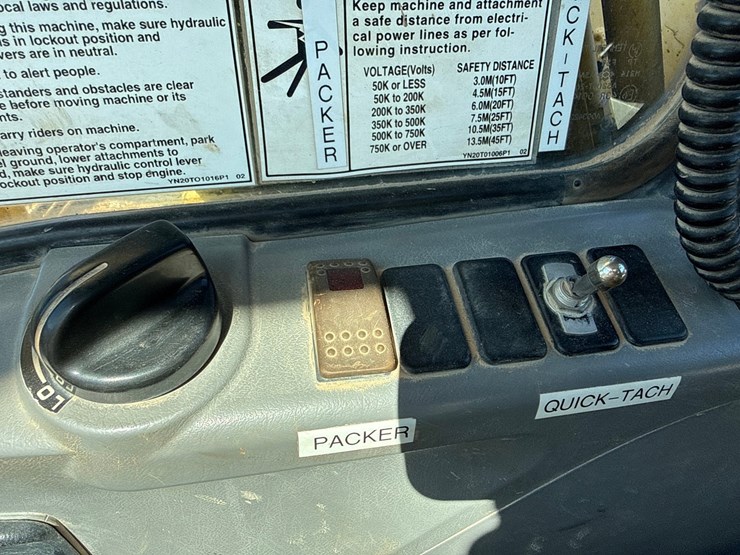 ocal laws and regulations.
g this machine, make sure hydraulic
s in lockout position and
vers are in neutral.
to alert people.
standers and obstacles are clear
e before moving machine or its
nts.
arry riders on machine.
leaving operator's compartment, park
el ground, lower attachments to
d, make sure hydraulic control lever
ockout position and stop engine.
YN20T01016P1 02
PACKER
Keep machine and attachment
a safe distance from electri-
cal power lines as per fol-
lowing instruction.
VOLTAGE(Volts) SAFETY DISTANCE
50K or LESS 3.0M(10FT)
50K to 200K 4.5M(15FT)
200K to 350K 6.0M(20FT)
350K to 500K 7.5M(25FT)
500K to 750K 10.5M(35FT)
750K or OVER 13.5M(45FT)
YN20T01006P1 02
CK-TACH
LO
PACKER
QUICK-TACH